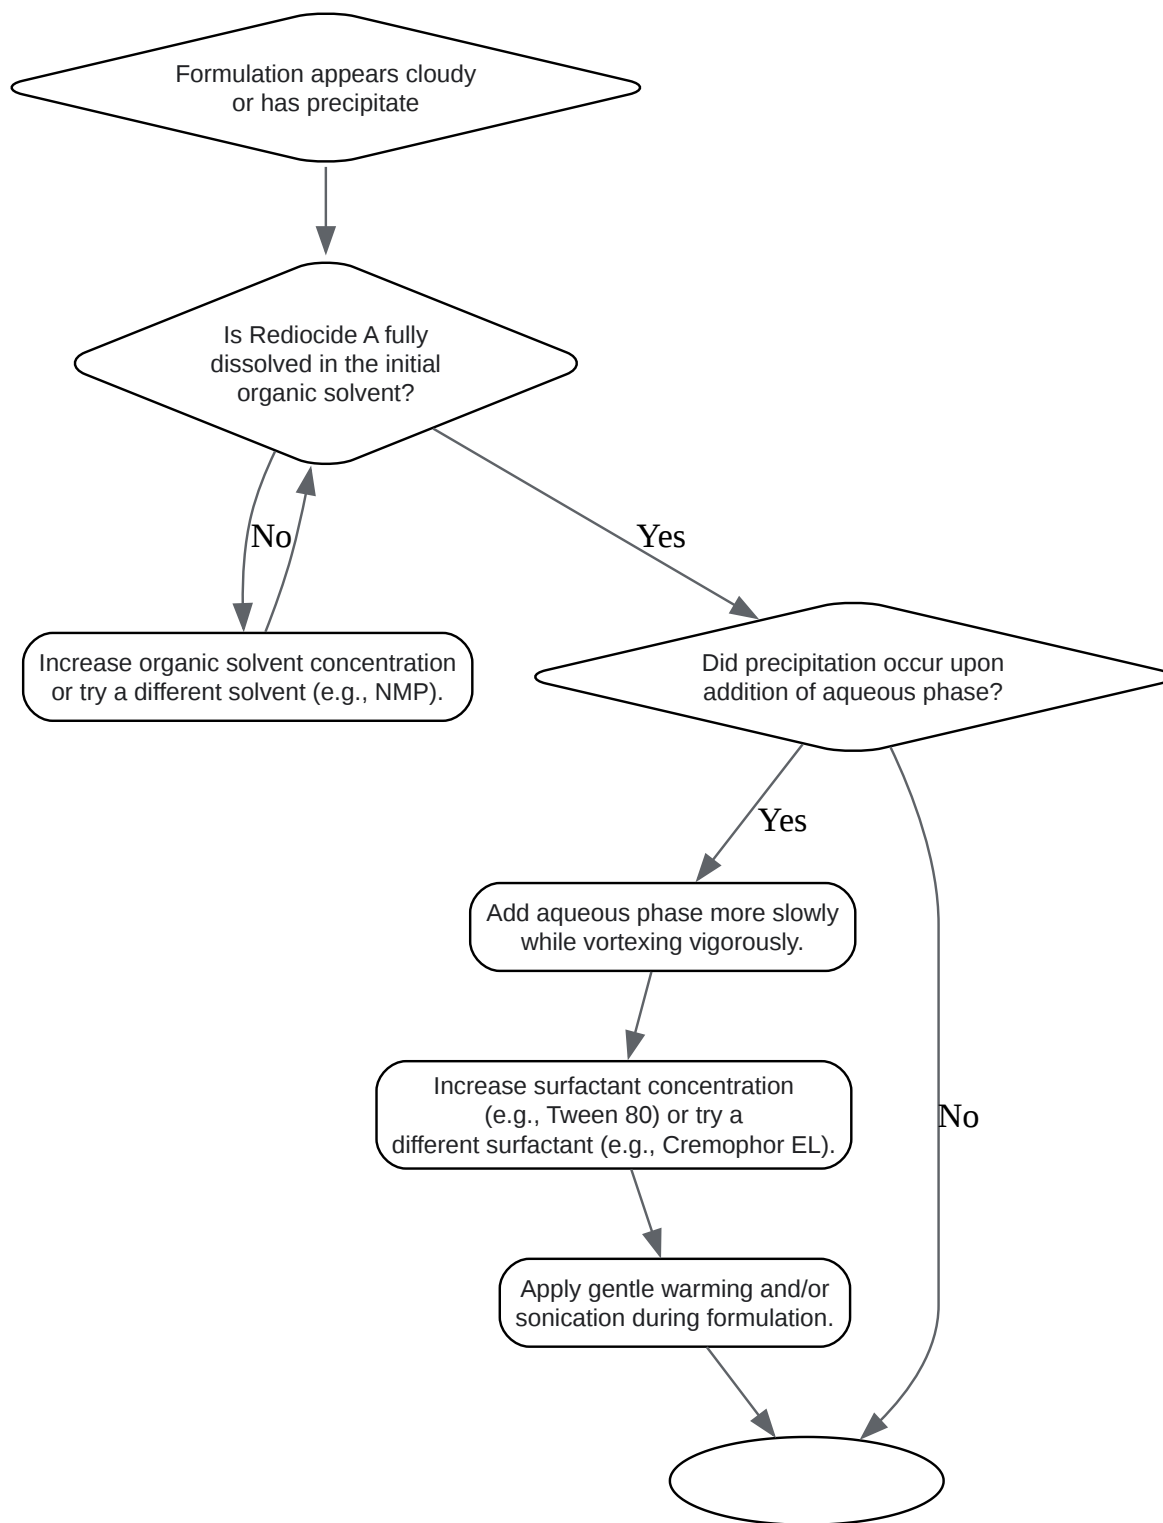 Formulation appears cloudy
or has precipitate
Is Rediocide A fully
dissolved in the initial
organic solvent?
No
Yes
Increase organic solvent concentration
or try a different solvent (e.g., NMP).
Did precipitation occur upon
addition of aqueous phase?
Yes
Add aqueous phase more slowly
while vortexing vigorously.
Increase surfactant concentration
(e.g., Tween 80) or try a
different surfactant (e.g., Cremophor EL).
No
Apply gentle warming and/or
sonication during formulation.